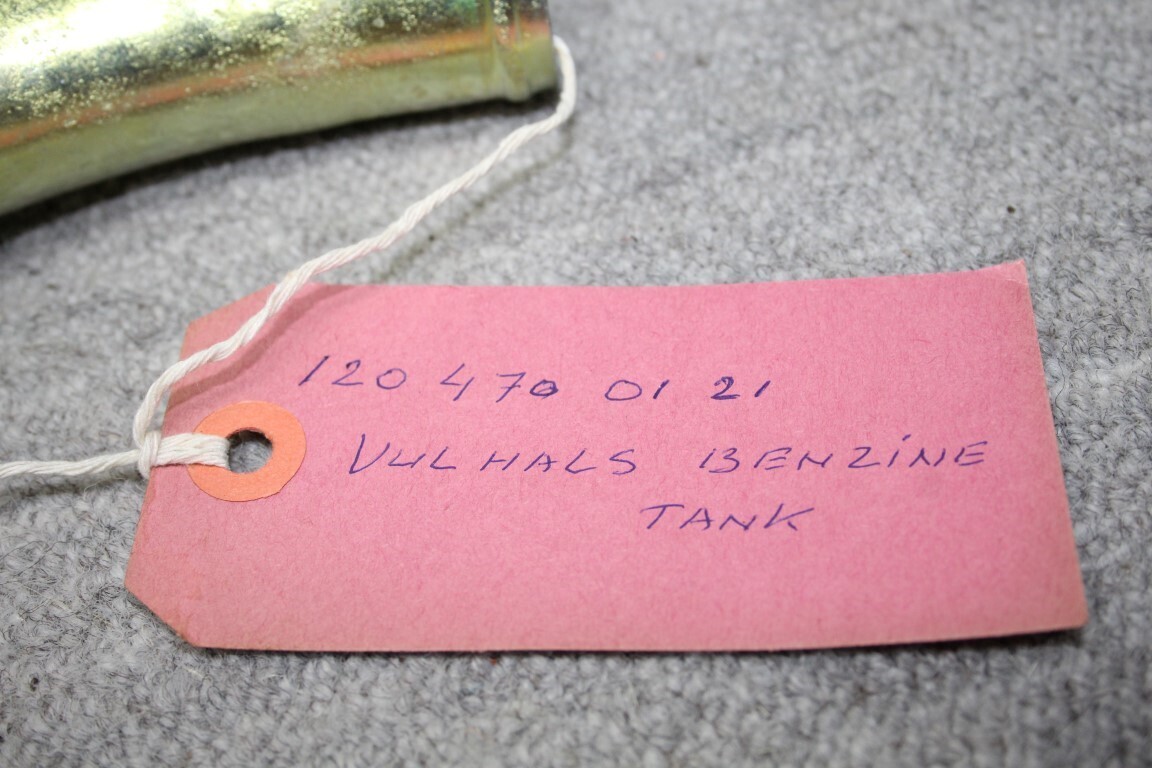 120 470 01 21
VULHALS BENZINE
TANK